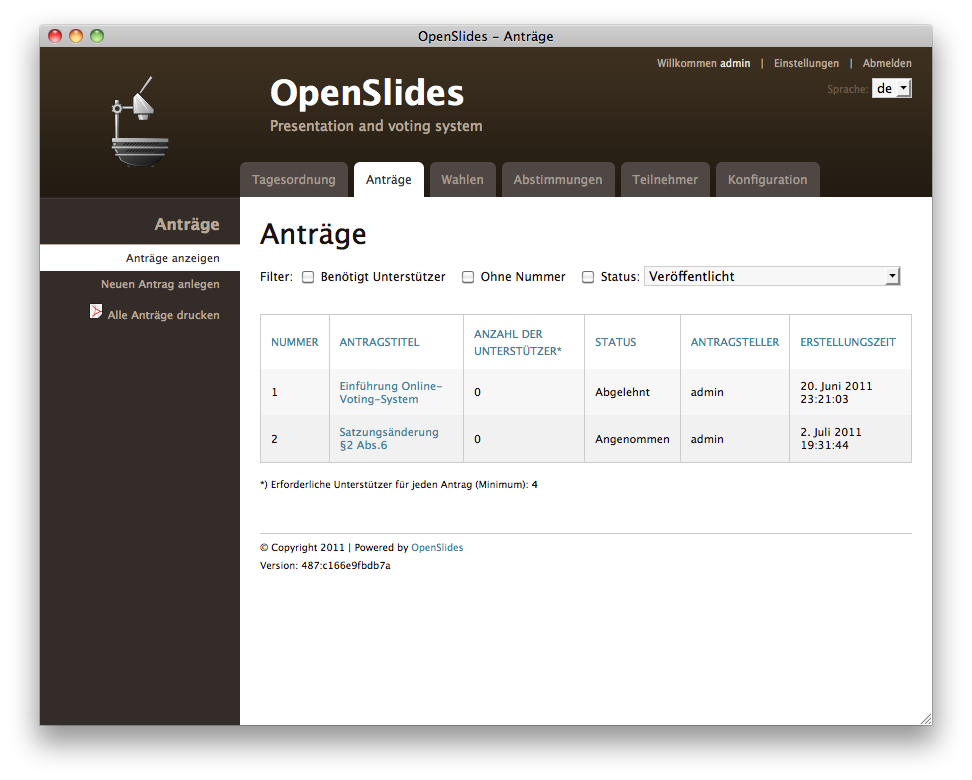 OpenSlides – Anträge
Willkommen admin | Einstellungen | Abmelden
Sprache: de
OpenSlides
Presentation and voting system
Tagesordnung Anträge Wahlen Abstimmungen Teilnehmer Konfiguration
Anträge
Anträge anzeigen
Neuen Antrag anlegen
Alle Anträge drucken
Anträge
Filter: Benötigt Unterstützer Ohne Nummer Status: Veröffentlicht
NUMMER ANTRAGSTITEL ANZAHL DER UNTERSTÜTZER* STATUS ANTRAGSTELLER ERSTELLUNGSZEIT
1 Einführung Online-Voting-System 0 Abgelehnt admin 20. Juni 2011 23:21:03
2 Satzungsänderung §2 Abs.6 0 Angenommen admin 2. Juli 2011 19:31:44
*) Erforderliche Unterstützer für jeden Antrag (Minimum): 4
© Copyright 2011 | Powered by OpenSlides
Version: 487:c166e9fbdb7a